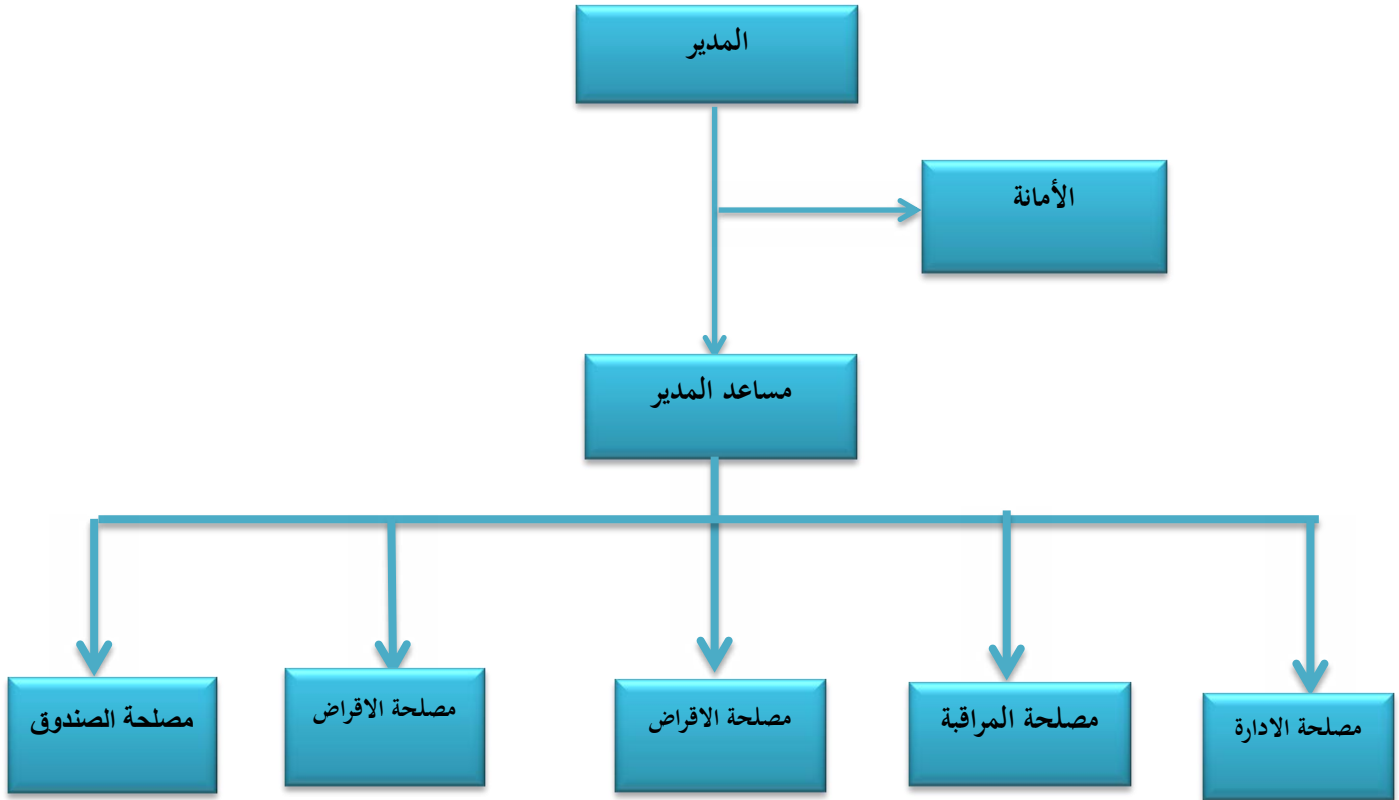 المدير
الأمانة
مساعد المدير
مصلحة الادارة
مصلحة المراقبة
مصلحة الاقراض
مصلحة الاقراض
مصلحة الصندوق